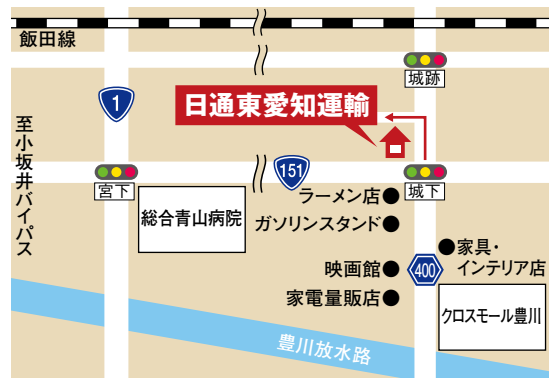 飯田線
城跡
1
日通東愛知運輸
至小坂井バイパス
151
宮下
城下
ラーメン店
総合青山病院
ガソリンスタンド
家具・
インテリア店
映画館
400
家電量販店
クロスモール豊川
豊川放水路